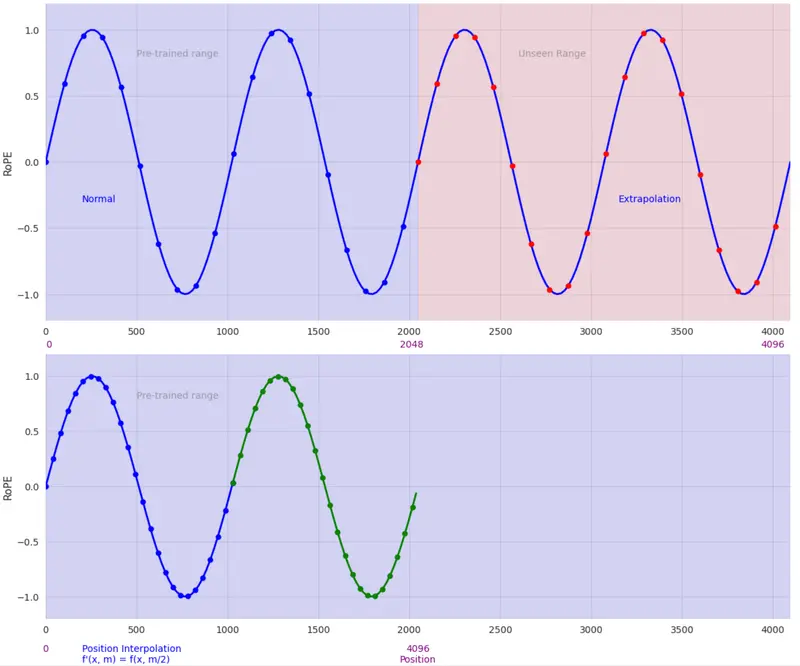 1.0
Pre-trained range
Unseen Range
0.5
RoPE
0.0
Normal
Extrapolation
−0.5
−1.0
0 500 1000 1500 2000 2500 3000 3500 4000
0 2048 4096
1.0
Pre-trained range
0.5
RoPE
0.0
−0.5
−1.0
0 500 1000 1500 2000 2500 3000 3500 4000
0 Position Interpolation 4096
f'(x, m) = f(x, m/2) Position